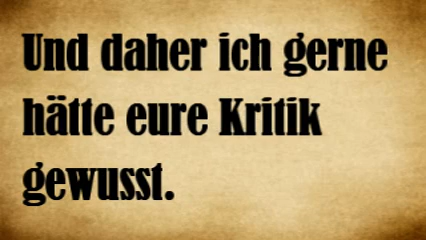 Und daher ich gerne
hätte eure Kritik
gewusst.